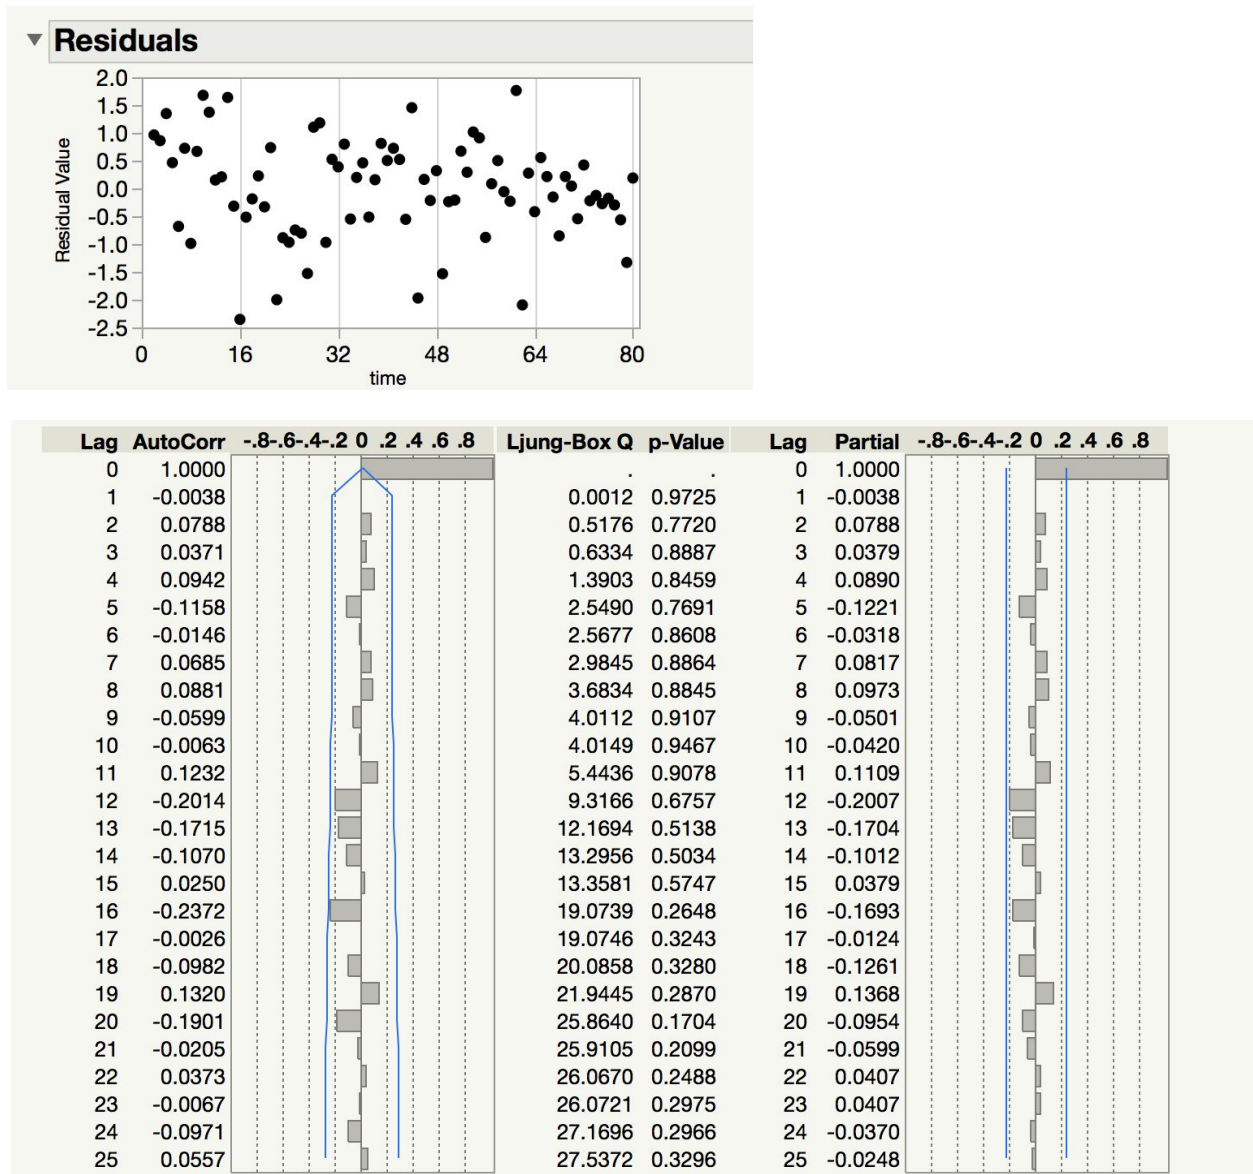 Residuals
2.0
1.5
1.0
0.5
0.0
-0.5
-1.0
-1.5
-2.0
-2.5
Residual Value
0 16 32 48 64 80
time
Lag AutoCorr -.8-.6-.4-.2 0 .2 .4 .6 .8 Ljung-Box Q p-Value Lag Partial -.8-.6-.4-.2 0 .2 .4 .6 .8
0 1.0000 . . 0 1.0000
1 -0.0038 0.0012 0.9725 1 -0.0038
2 0.0788 0.5176 0.7720 2 0.0788
3 0.0371 0.6334 0.8887 3 0.0379
4 0.0942 1.3903 0.8459 4 0.0890
5 -0.1158 2.5490 0.7691 5 -0.1221
6 -0.0146 2.5677 0.8608 6 -0.0318
7 0.0685 2.9845 0.8864 7 0.0817
8 0.0881 3.6834 0.8845 8 0.0973
9 -0.0599 4.0112 0.9107 9 -0.0501
10 -0.0063 4.0149 0.9467 10 -0.0420
11 0.1232 5.4436 0.9078 11 0.1109
12 -0.2014 9.3166 0.6757 12 -0.2007
13 -0.1715 12.1694 0.5138 13 -0.1704
14 -0.1070 13.2956 0.5034 14 -0.1012
15 0.0250 13.3581 0.5747 15 0.0379
16 -0.2372 19.0739 0.2648 16 -0.1693
17 -0.0026 19.0746 0.3243 17 -0.0124
18 -0.0982 20.0858 0.3280 18 -0.1261
19 0.1320 21.9445 0.2870 19 0.1368
20 -0.1901 25.8640 0.1704 20 -0.0954
21 -0.0205 25.9105 0.2099 21 -0.0599
22 0.0373 26.0670 0.2488 22 0.0407
23 -0.0067 26.0721 0.2975 23 0.0407
24 -0.0971 27.1696 0.2966 24 -0.0370
25 0.0557 27.5372 0.3296 25 -0.0248